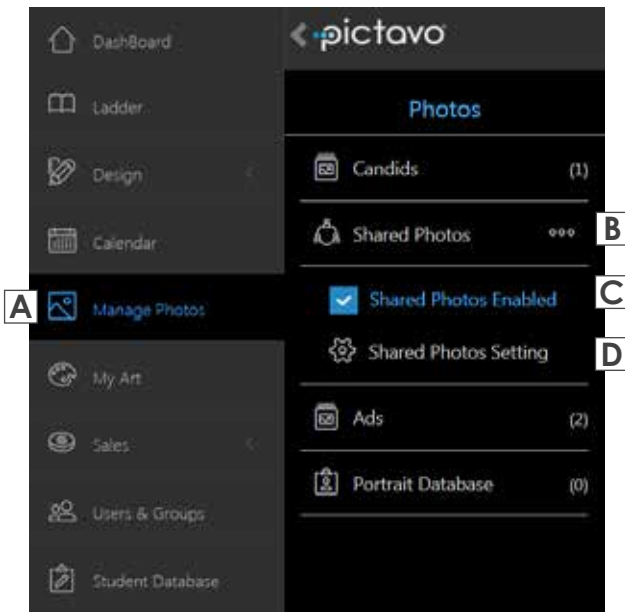 DashBoard
Ladder
Design
Calendar
A
Manage Photos
My Art
Sales
Users & Groups
Student Database
pictavo
Photos
Candids (1)
Shared Photos
B
Shared Photos Enabled
C
Shared Photos Setting
D
Ads (2)
Portrait Database (0)